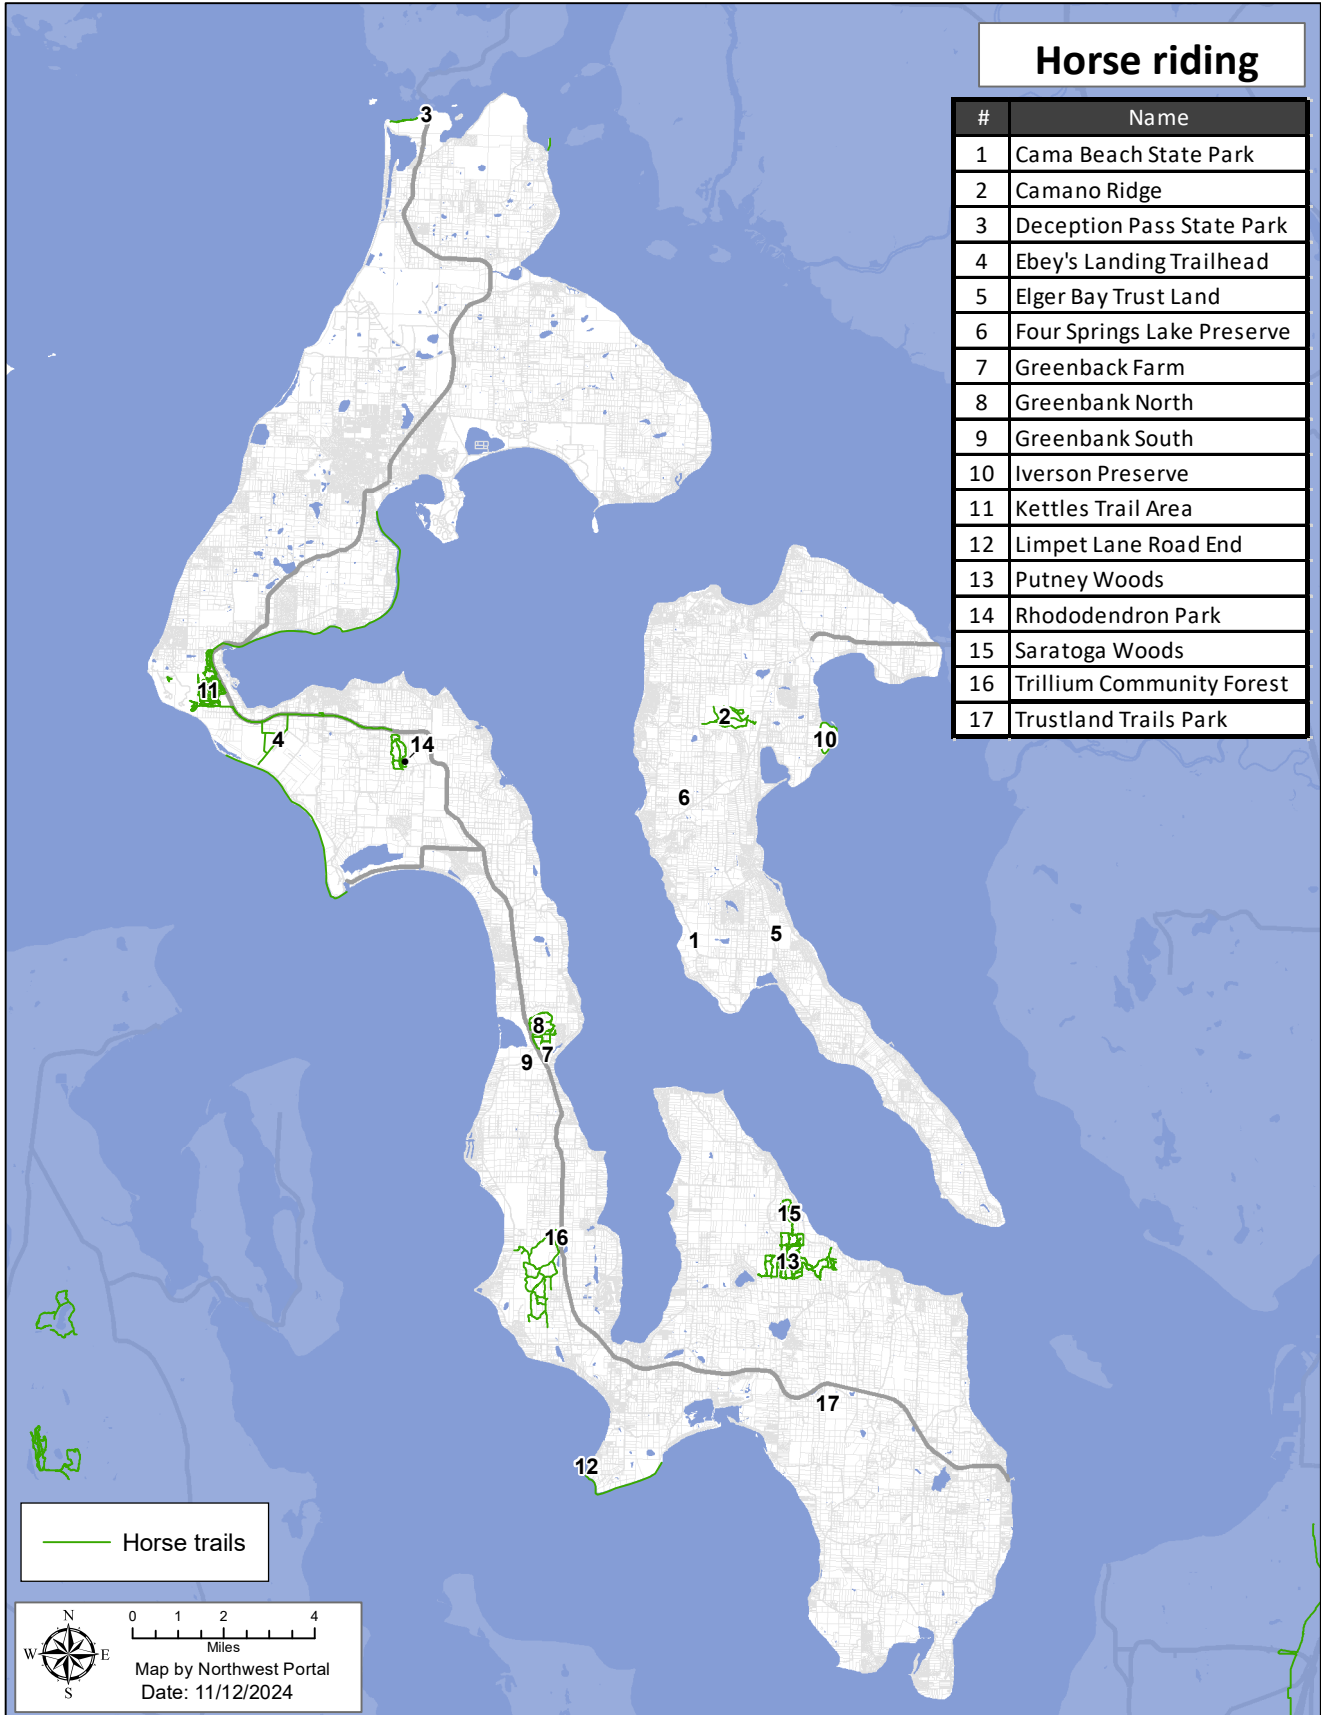 Horse riding
# Name
1 Cama Beach State Park
2 Camano Ridge
3 Deception Pass State Park
4 Ebey's Landing Trailhead
5 Elger Bay Trust Land
6 Four Springs Lake Preserve
7 Greenback Farm
8 Greenbank North
9 Greenbank South
10 Iverson Preserve
11 Kettles Trail Area
12 Limpet Lane Road End
13 Putney Woods
14 Rhododendron Park
15 Saratoga Woods
16 Trillium Community Forest
17 Trustland Trails Park
3
11
4
14
2
10
6
1
5
8
9
7
15
13
16
17
12
Horse trails
N
W E
S
0 1 2 4
Miles
Map by Northwest Portal
Date: 11/12/2024